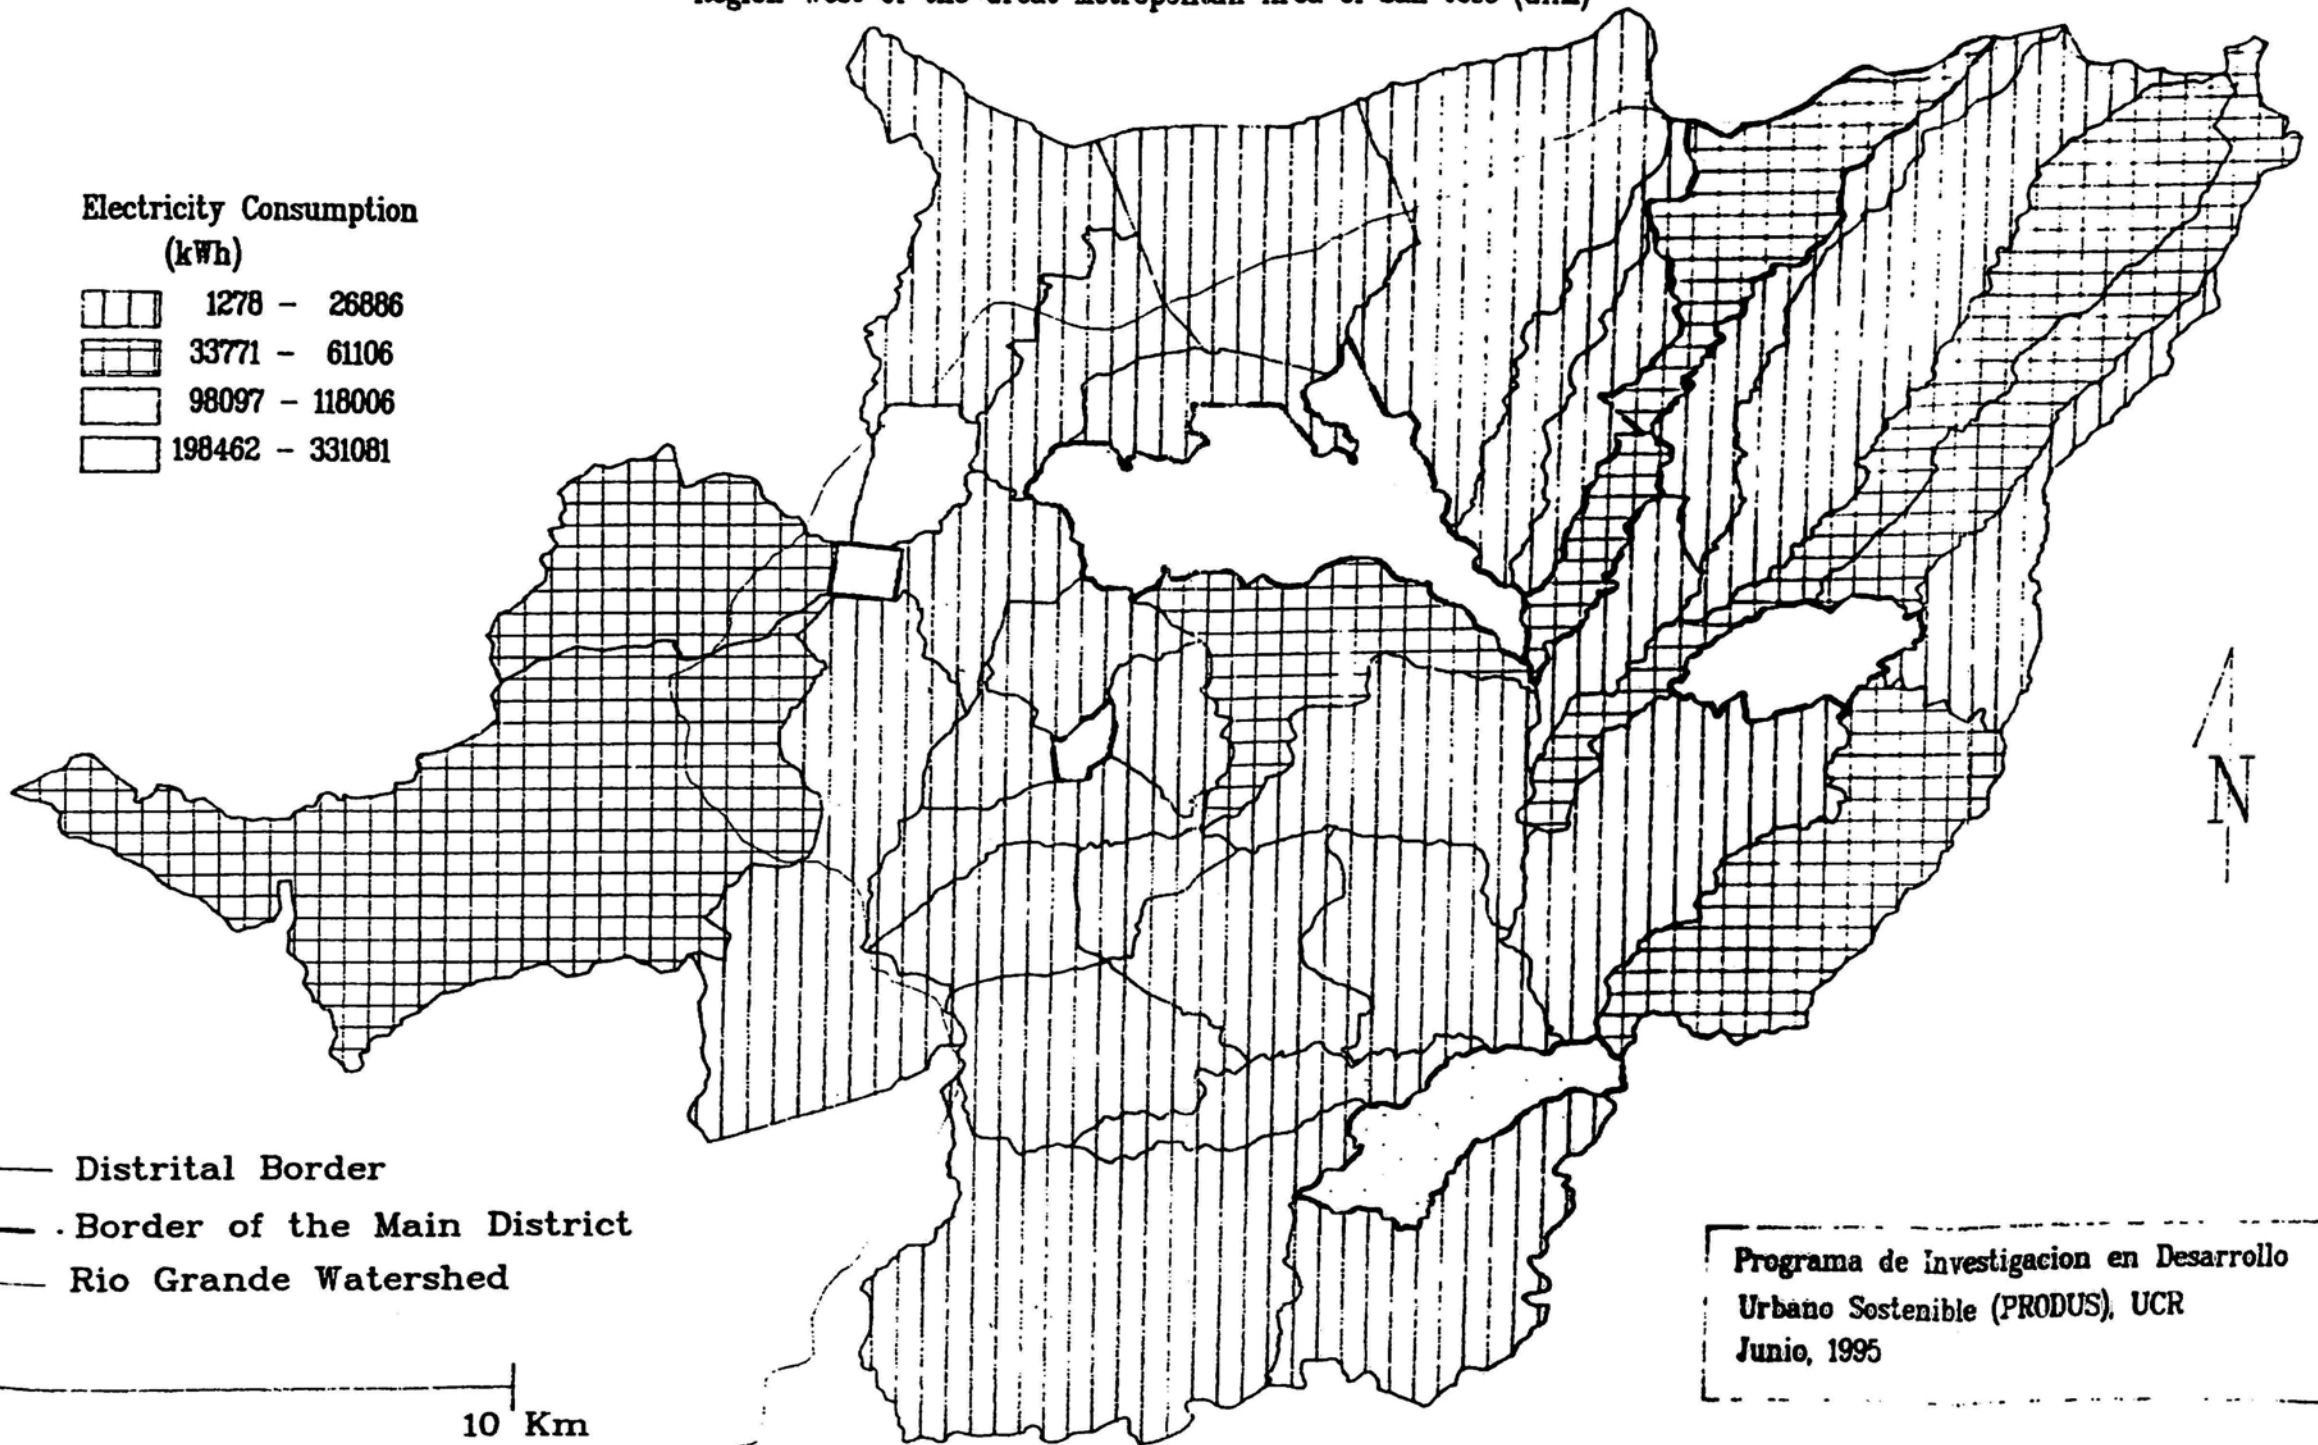 Electricity Consumption
(kWh)
1278 - 26886
33771 - 61106
98097 - 118006
198462 - 331081
Distrital Border
Border of the Main District
Rio Grande Watershed
10 Km
N
Programa de Investigacion en Desarrollo
Urbano Sostenible (PRODUS), UCR
Junio, 1995